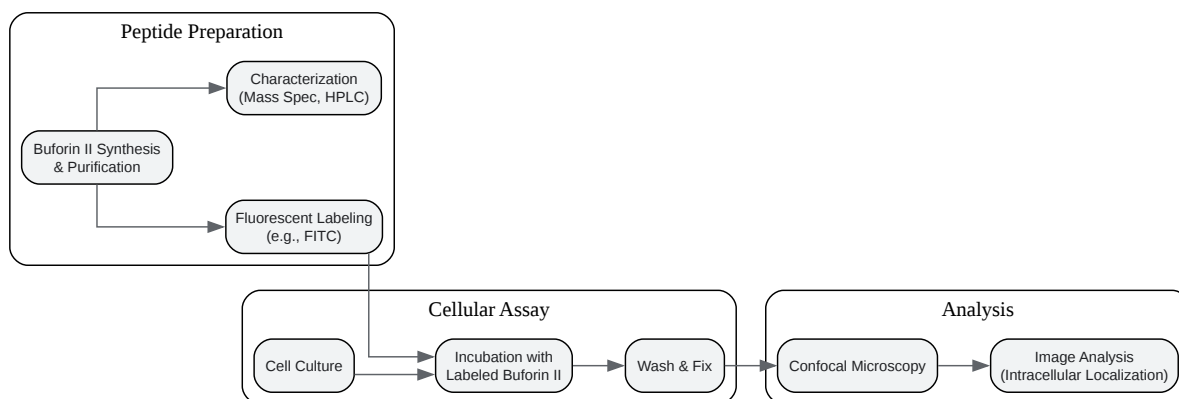 Peptide Preparation
Characterization
(Mass Spec, HPLC)
Buforin II Synthesis
& Purification
Fluorescent Labeling
(e.g., FITC)
Cellular Assay
Cell Culture
Incubation with
Labeled Buforin II
Wash & Fix
Analysis
Confocal Microscopy
Image Analysis
(Intracellular Localization)